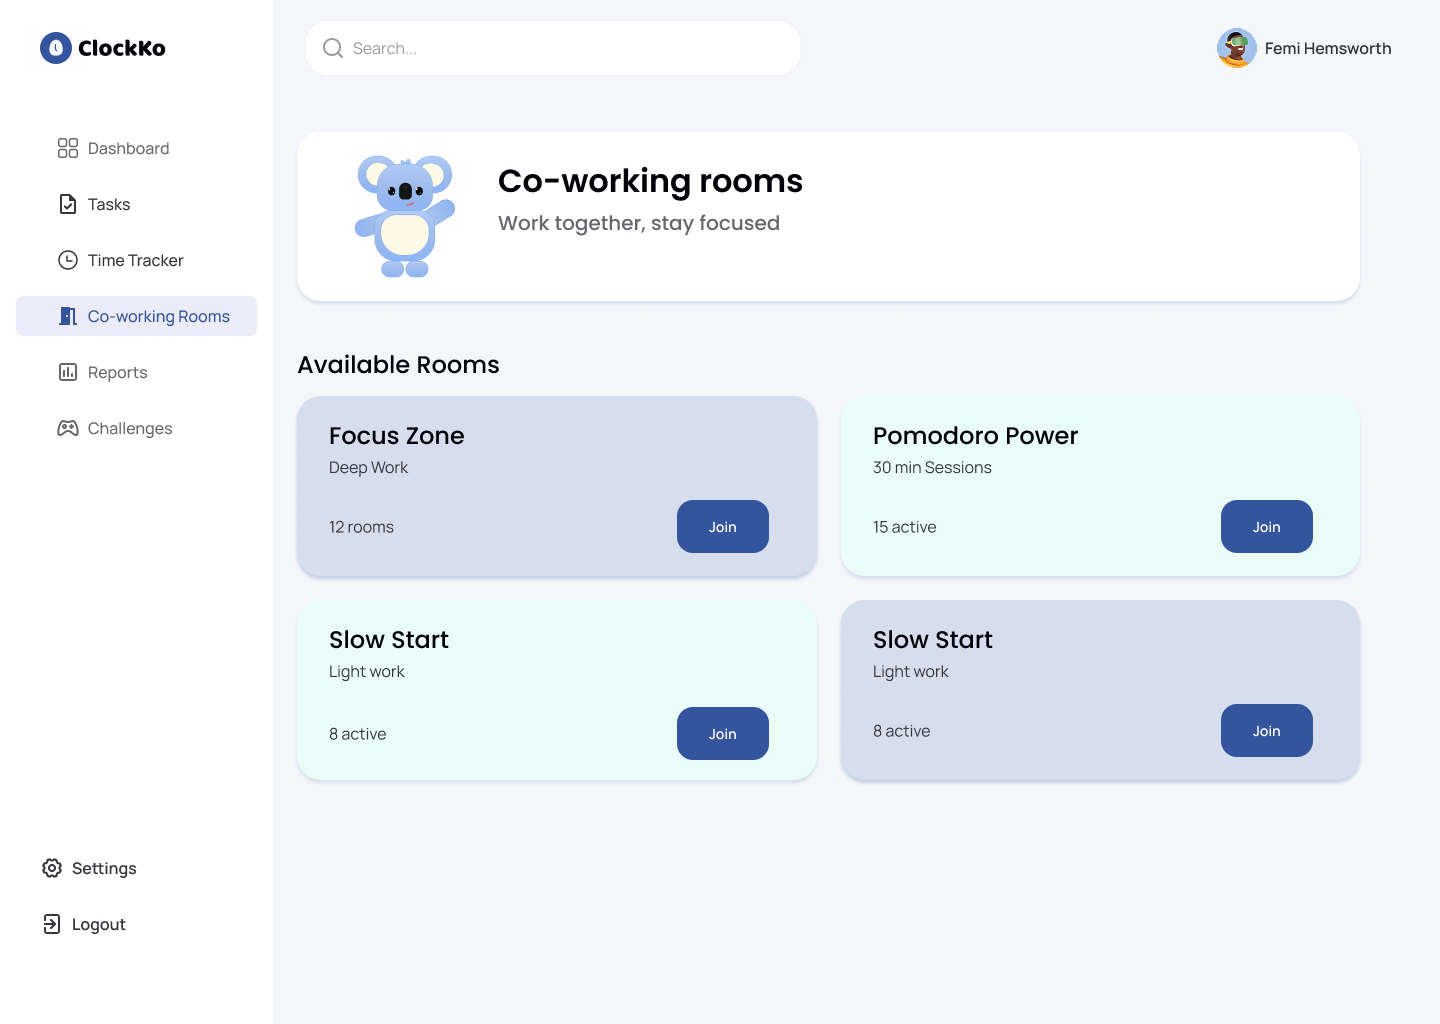 ClockKo
Search...
Femi Hemsworth
Dashboard
Tasks
Time Tracker
Co-working Rooms
Reports
Challenges
Settings
Logout
Co-working rooms
Work together, stay focused
Available Rooms
Focus Zone
Deep Work
12 rooms
Join
Pomodoro Power
30 min Sessions
15 active
Join
Slow Start
Light work
8 active
Join
Slow Start
Light work
8 active
Join